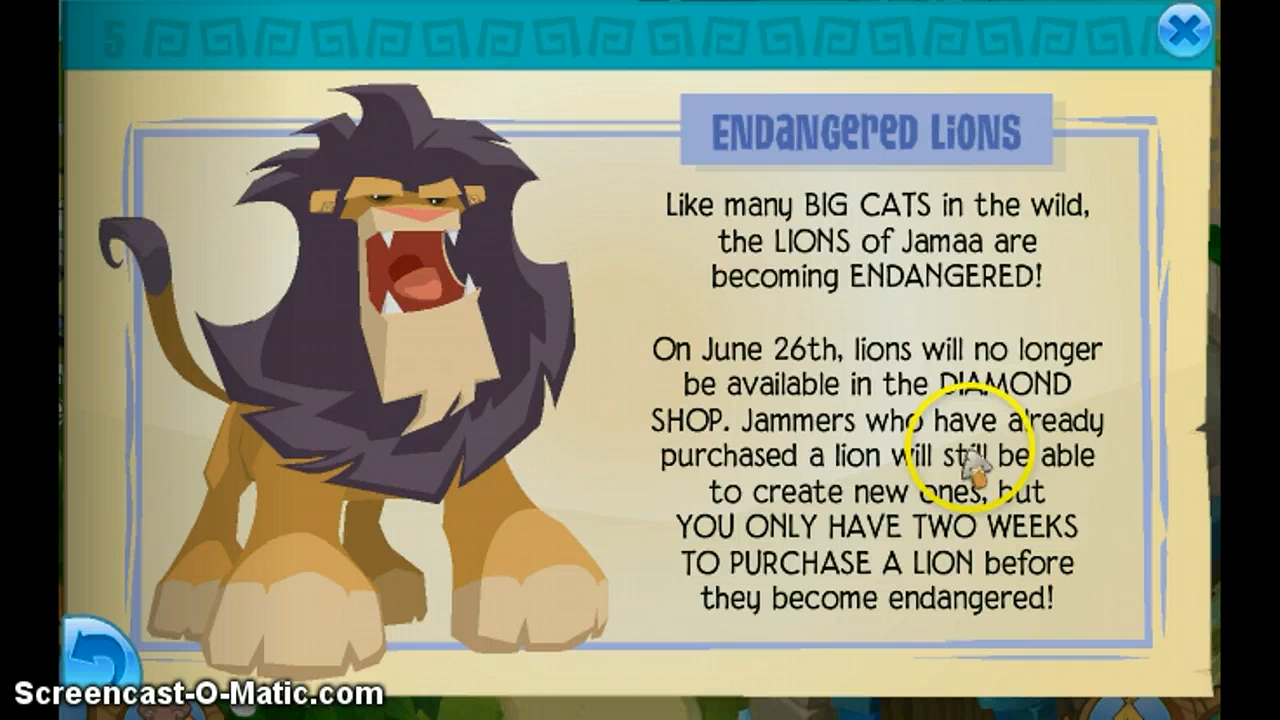 5
ENDANGERED LIONS
Like many BIG CATS in the wild,
the LIONS of Jamaa are
becoming ENDANGERED!
On June 26th, lions will no longer
be available in the DIAMOND
SHOP. Jammers who have already
purchased a lion will still be able
to create new ones, but
YOU ONLY HAVE TWO WEEKS
TO PURCHASE A LION before
they become endangered!
Screencast-O-Matic.com